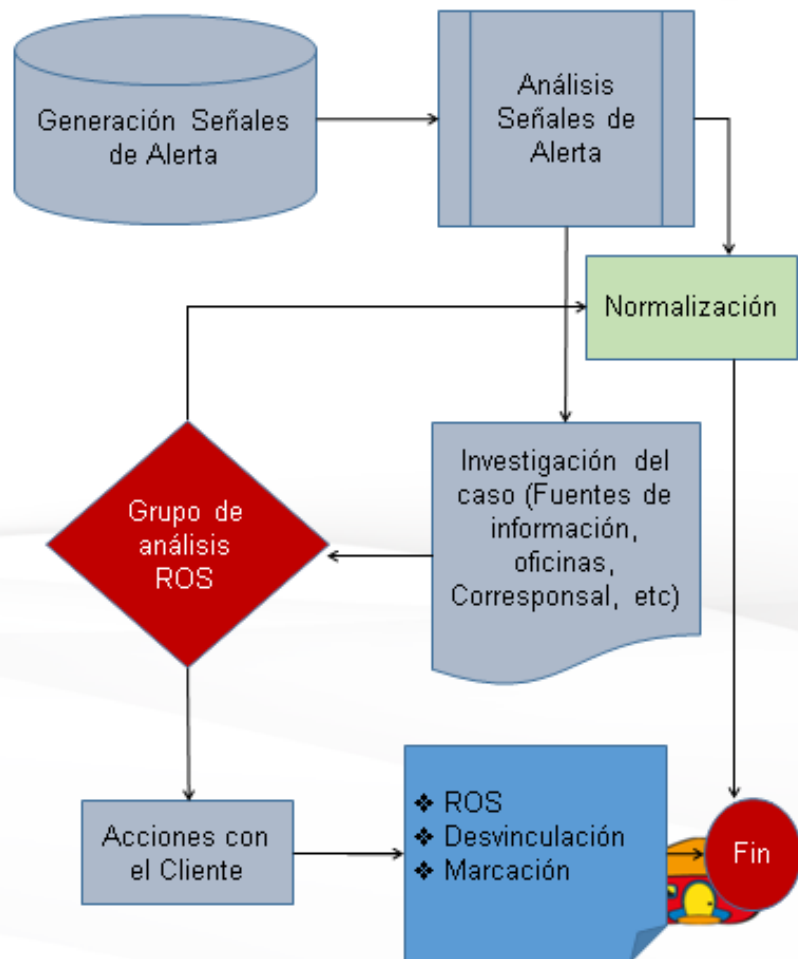 Generación Señales
de Alerta
Análisis
Señales de
Alerta
Normalización
Investigación del
caso (Fuentes de
información,
oficinas,
Corresponsal, etc)
Grupo de
análisis
ROS
Acciones con
el Cliente
❖ ROS
❖ Desvinculación
❖ Marcación
Fin